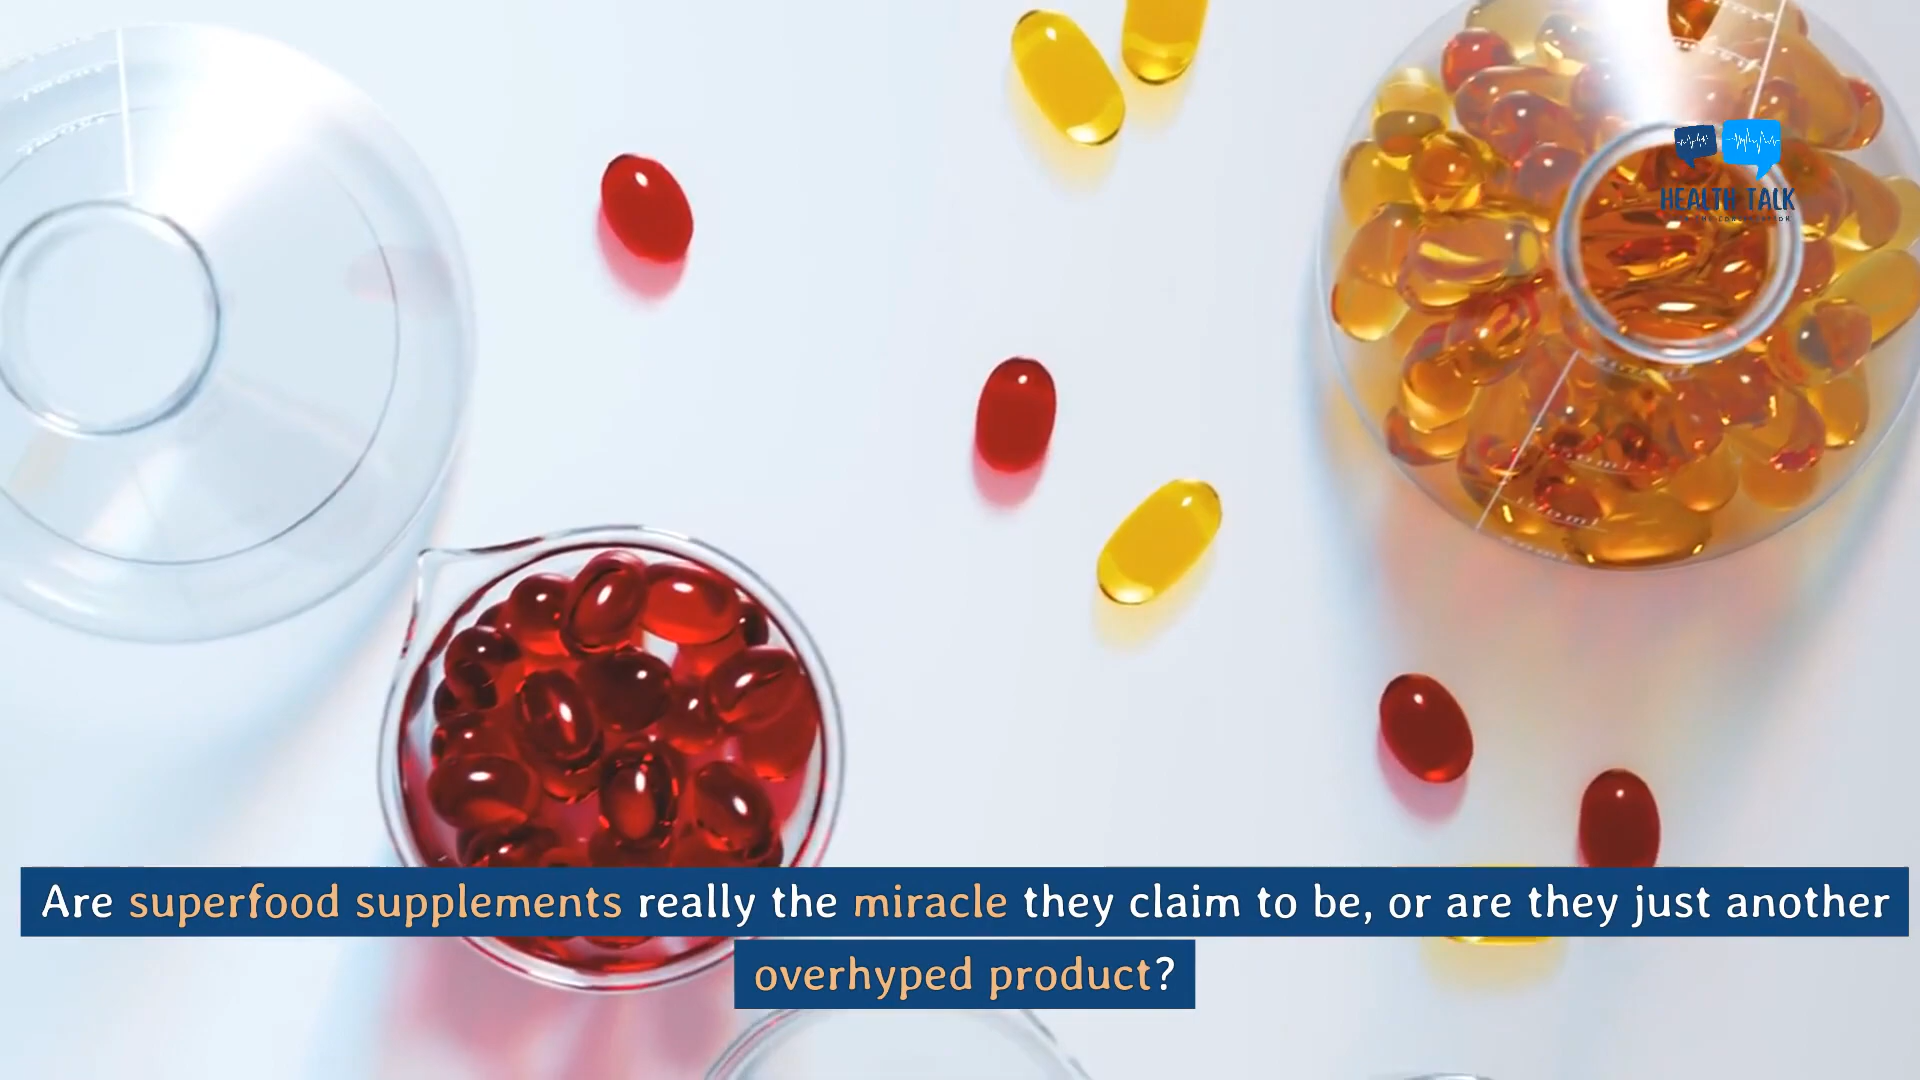 HEALTH TALK
Are superfood supplements really the miracle they claim to be, or are they just another
overhyped product?